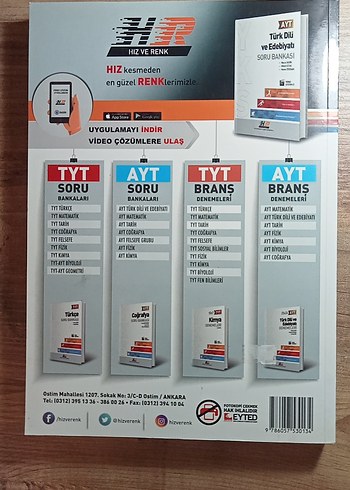 HIZ VE RENK
HIZ kesmeden
en güzel RENKlerimizle
AYT
Türk Dili
ve Edebiyatı
SORU BANKASI
App Store
Google play
UYGULAMAYI İNDİR
VİDEO ÇÖZÜMLERE ULAŞ
TYT
SORU
BANKALARI
TYT TÜRKÇE
TYT MATEMATİK
TYT TARİH
TYT COĞRAFYA
TYT FELSEFE
TYT FİZİK
TYT KİMYA
TYT-AYT BİYOLOJİ
TYT-AYT GEOMETRİ
Türkçe
AYT
SORU
BANKALARI
AYT TÜRK DİLİ VE EDEBİYATI
AYT MATEMATİK
AYT TARİH
AYT COĞRAFYA
AYT FELSEFE GRUBU
AYT FİZİK
AYT KİMYA
Coğrafya
TYT
BRANŞ
DENEMELERİ
TYT TÜRKÇE
TYT MATEMATİK
TYT TARİH
TYT COĞRAFYA
TYT FELSEFE
TYT SOSYAL BİLİMLER
TYT FİZİK
TYT KİMYA
TYT BİYOLOJİ
TYT FEN BİLİMLERİ
Kimya
AYT
BRANŞ
DENEMELERİ
AYT MATEMATİK
AYT TÜRK DİLİ VE EDEBİYATI
AYT TARİH
AYT FİZİK
AYT KİMYA
AYT BİYOLOJİ
AYT COĞRAFYA
Türk Dili ve
Edebiyatı
Ostim Mahallesi 1207. Sokak No: 3/C-D Ostim / ANKARA
Tel: (0312) 395 13 36 - 386 00 26 • Fax: (0312) 394 10 04
/hizverenk
@hizverenk
hizverenk
FOTOKOPİ ÇEKMEK
HAK İHLALİDİR
EYTED
9 786057 530134